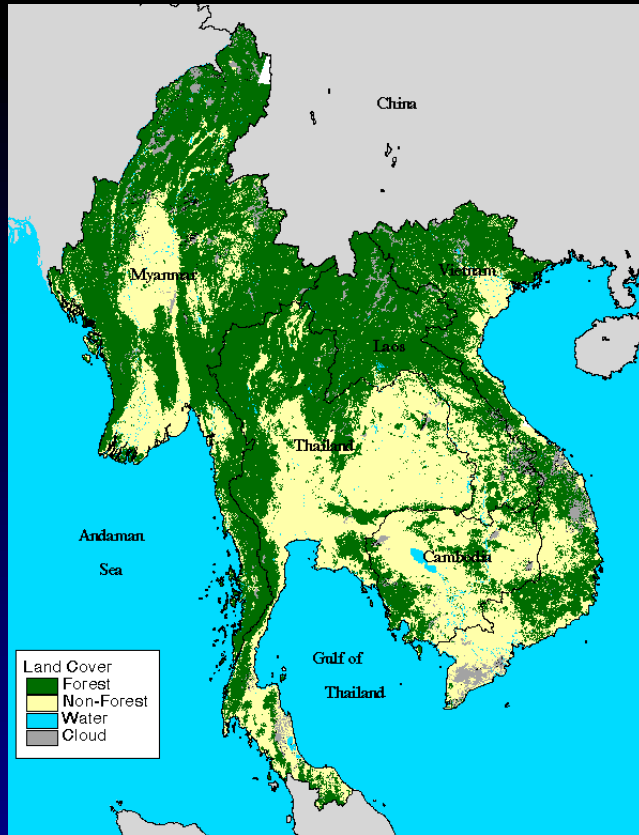 China
Myanmar
Vietnam
Laos
Thailand
Andaman
Sea
Cambodia
Gulf of
Thailand
Land Cover
Forest
Non-Forest
Water
Cloud